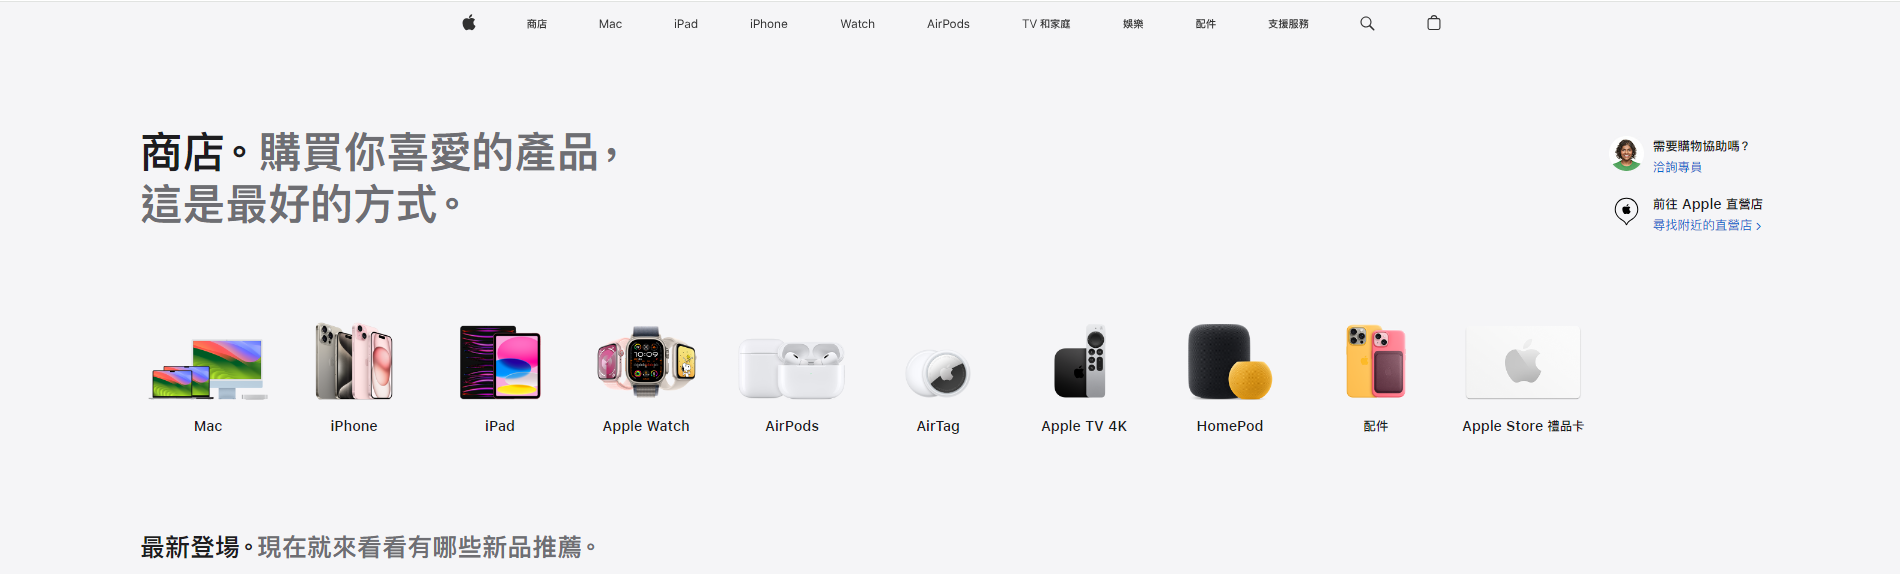 商店
Mac
iPad
iPhone
Watch
AirPods
TV 和家庭
娛樂
配件
支援服務
商店。購買你喜愛的產品，
這是最好的方式。
需要購物協助嗎？
洽詢專員
前往 Apple 直營店
尋找附近的直營店 >
Mac
iPhone
iPad
Apple Watch
AirPods
AirTag
Apple TV 4K
HomePod
配件
Apple Store 禮品卡
最新登場。現在就來看看有哪些新品推薦。